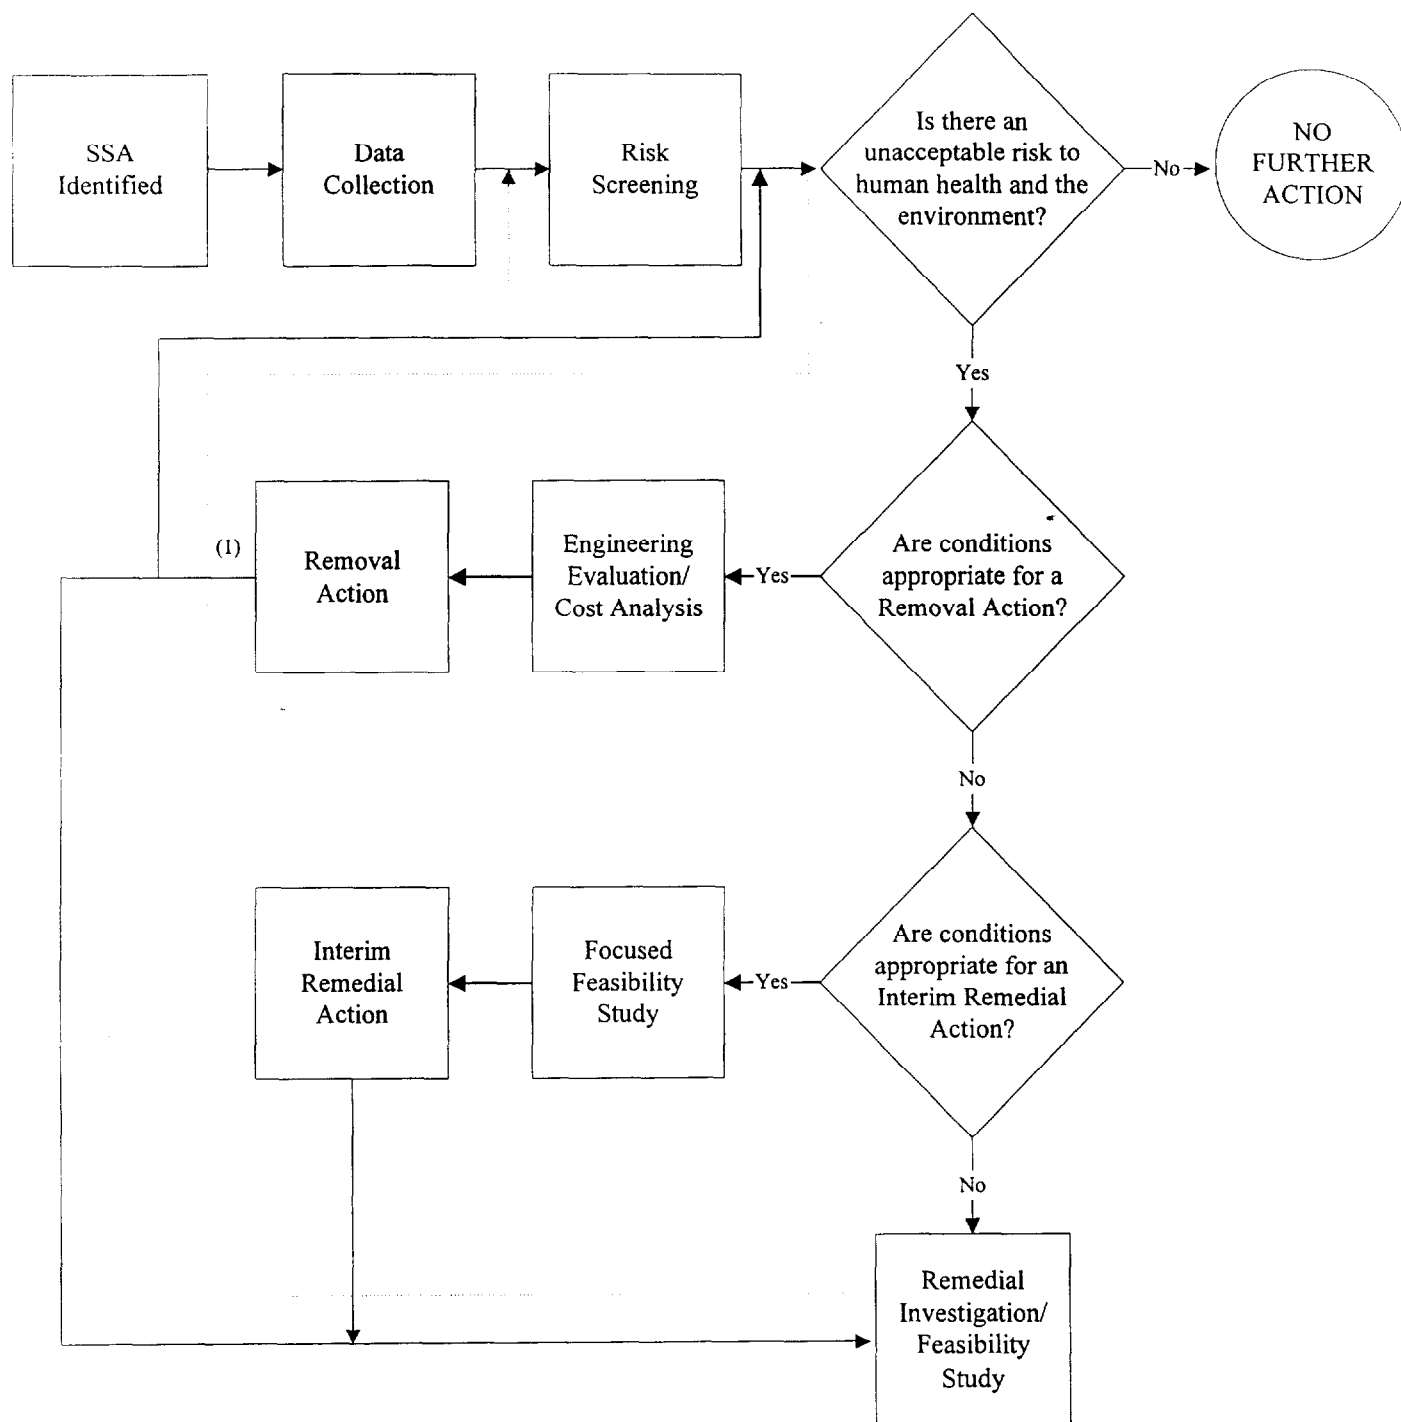 SSA
Identified
Data
Collection
Risk
Screening
Is there an
unacceptable risk to
human health and the
environment?
No
NO
FURTHER
ACTION
Yes
Are conditions
appropriate for a
Removal Action?
Yes
Engineering
Evaluation/
Cost Analysis
Removal
Action
(1)
No
Are conditions
appropriate for an
Interim Remedial
Action?
Yes
Focused
Feasibility
Study
Interim
Remedial
Action
No
Remedial
Investigation/
Feasibility
Study